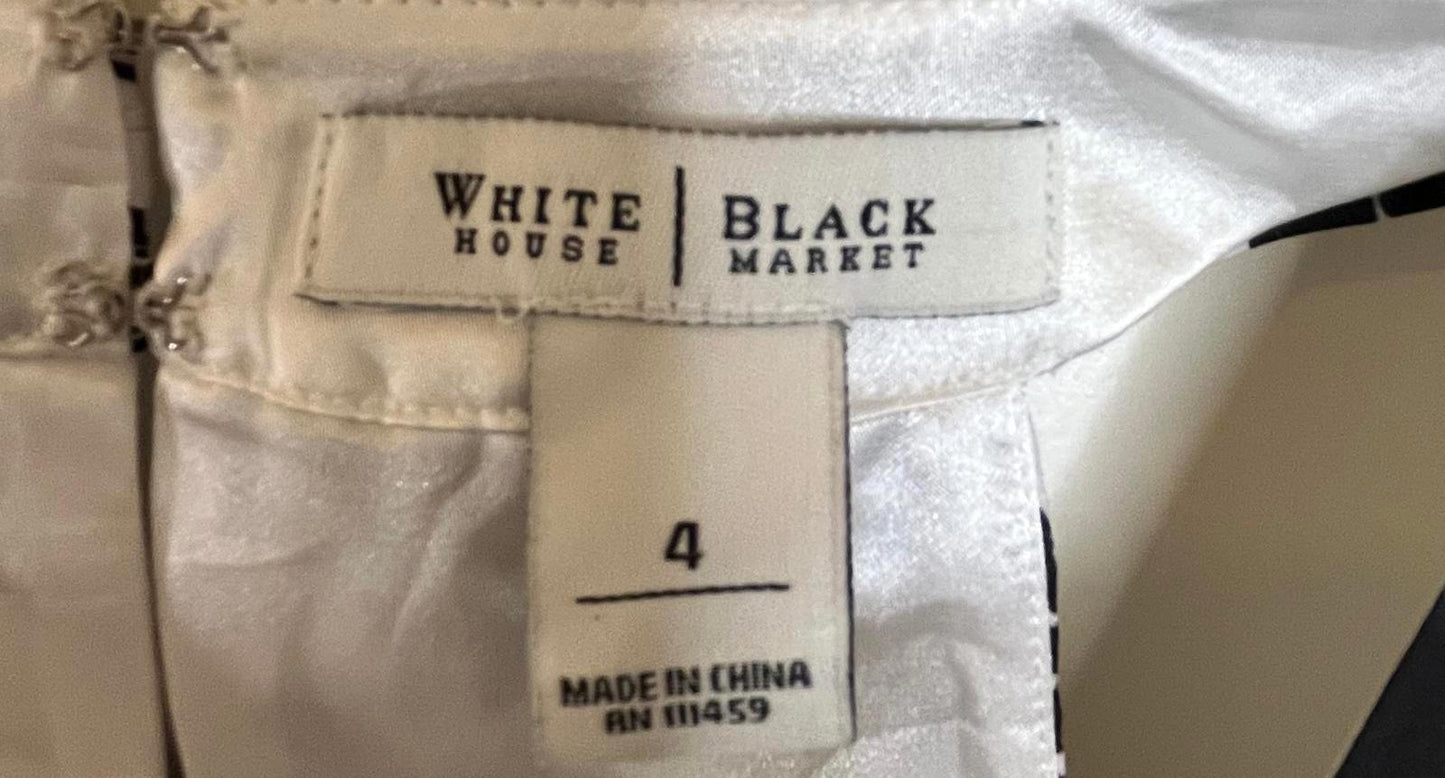 WHITE | BLACK
HOUSE | MARKET
4
MADE IN CHINA
RN 111459